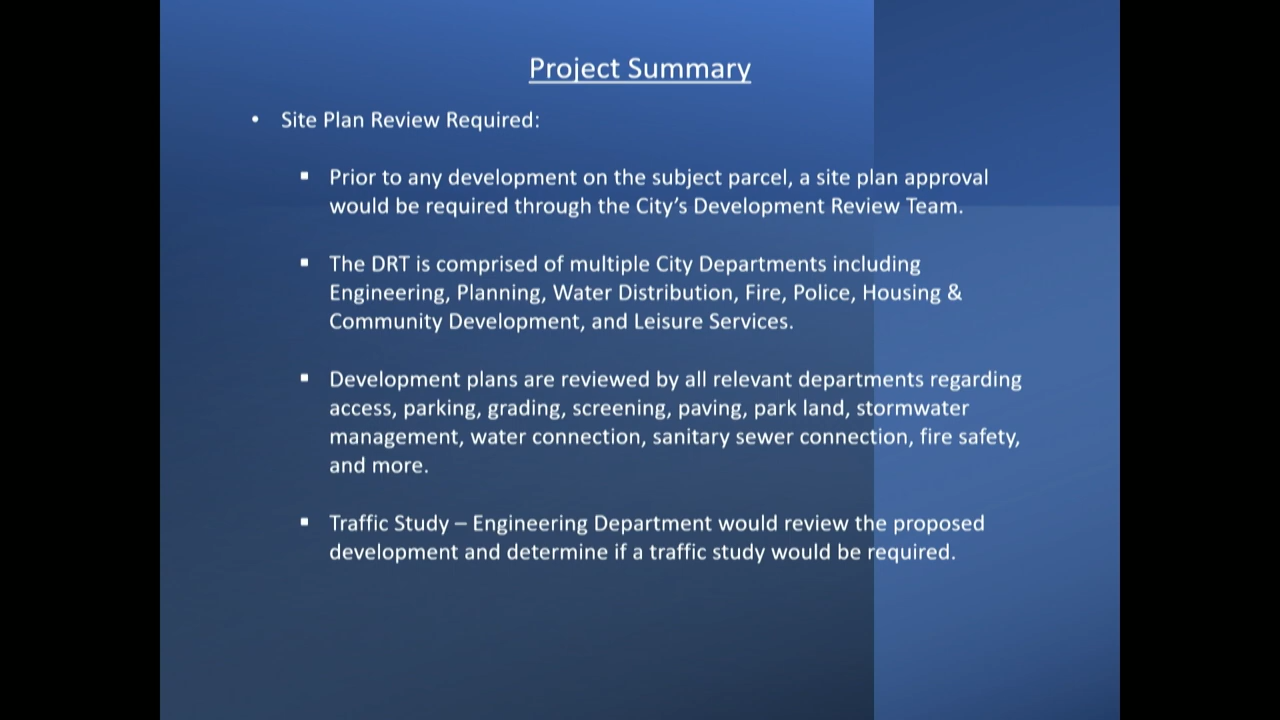 Project Summary
• Site Plan Review Required:
▪ Prior to any development on the subject parcel, a site plan approval
would be required through the City’s Development Review Team.
▪ The DRT is comprised of multiple City Departments including
Engineering, Planning, Water Distribution, Fire, Police, Housing &
Community Development, and Leisure Services.
▪ Development plans are reviewed by all relevant departments regarding
access, parking, grading, screening, paving, park land, stormwater
management, water connection, sanitary sewer connection, fire safety,
and more.
▪ Traffic Study – Engineering Department would review the proposed
development and determine if a traffic study would be required.